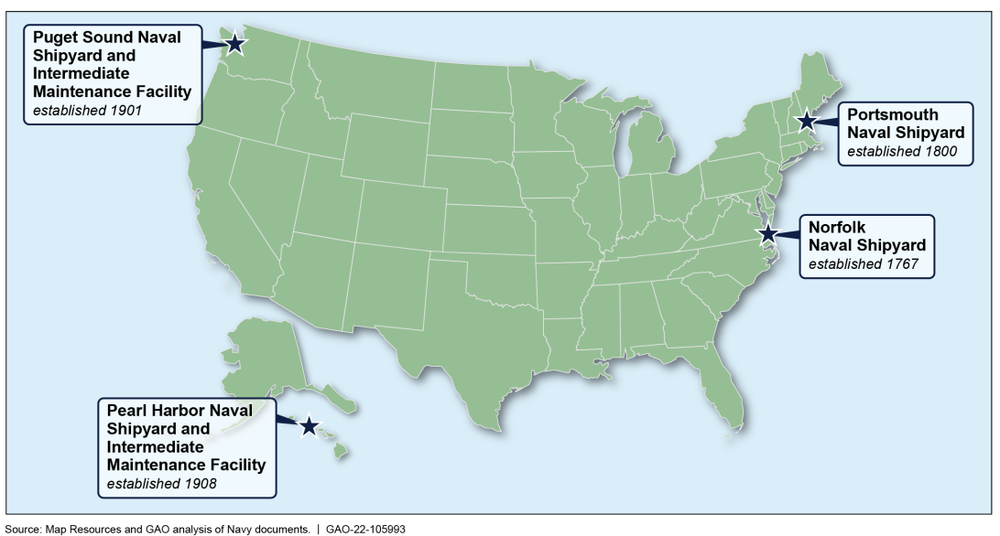 Puget Sound Naval
Shipyard and
Intermediate
Maintenance Facility
established 1901
Portsmouth
Naval Shipyard
established 1800
Norfolk
Naval Shipyard
established 1767
Pearl Harbor Naval
Shipyard and
Intermediate
Maintenance Facility
established 1908
Source: Map Resources and GAO analysis of Navy documents. | GAO-22-105993